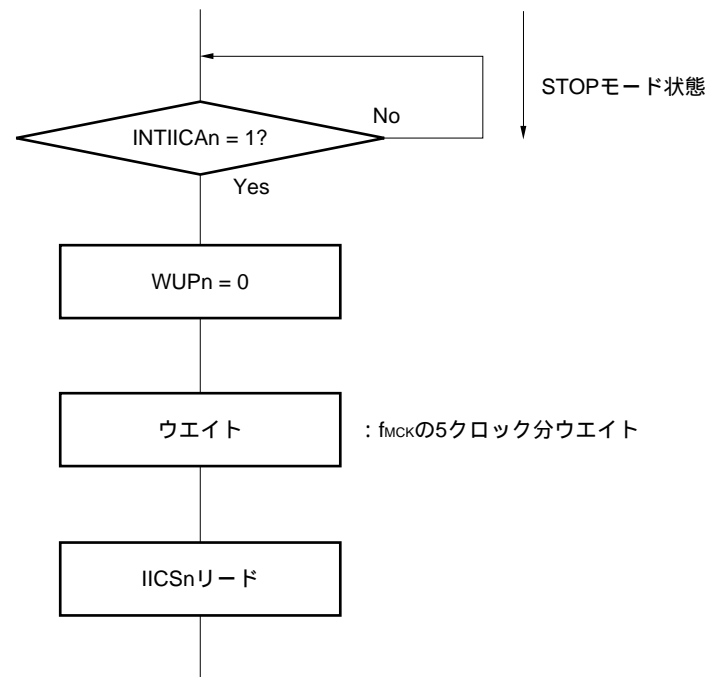 STOPモード状態
No
INTIICAn = 1?
Yes
WUPn = 0
ウエイト
：fMCKの5クロック分ウエイト
IICSnリード